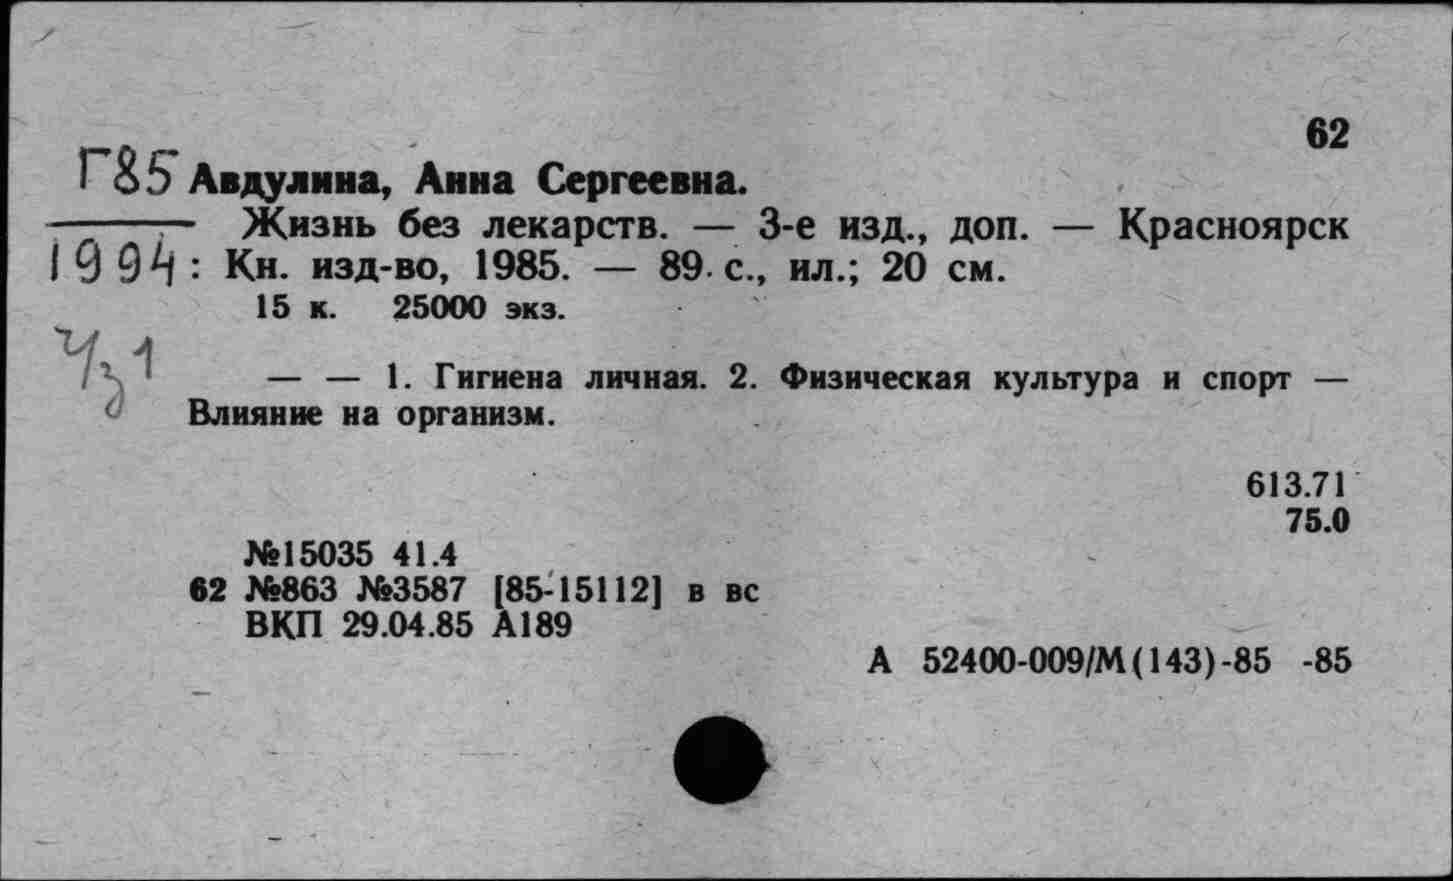 62
Г85 Авдулина, Анна Сергеевна.
Жизнь без лекарств. — 3-е изд., доп. — Красноярск
1994 : Кн. изд-во, 1985. — 89 с., ил.; 20 см.
15 к. 25000 экз.
— — 1. Гигиена личная. 2. Физическая культура и спорт —
Влияние на организм.
613.71
75.0
№15035 41.4
62 №863 №3587 [85-15112] в вс
ВКП 29.04.85 А189
А 52400-009/М(143)-85 -85